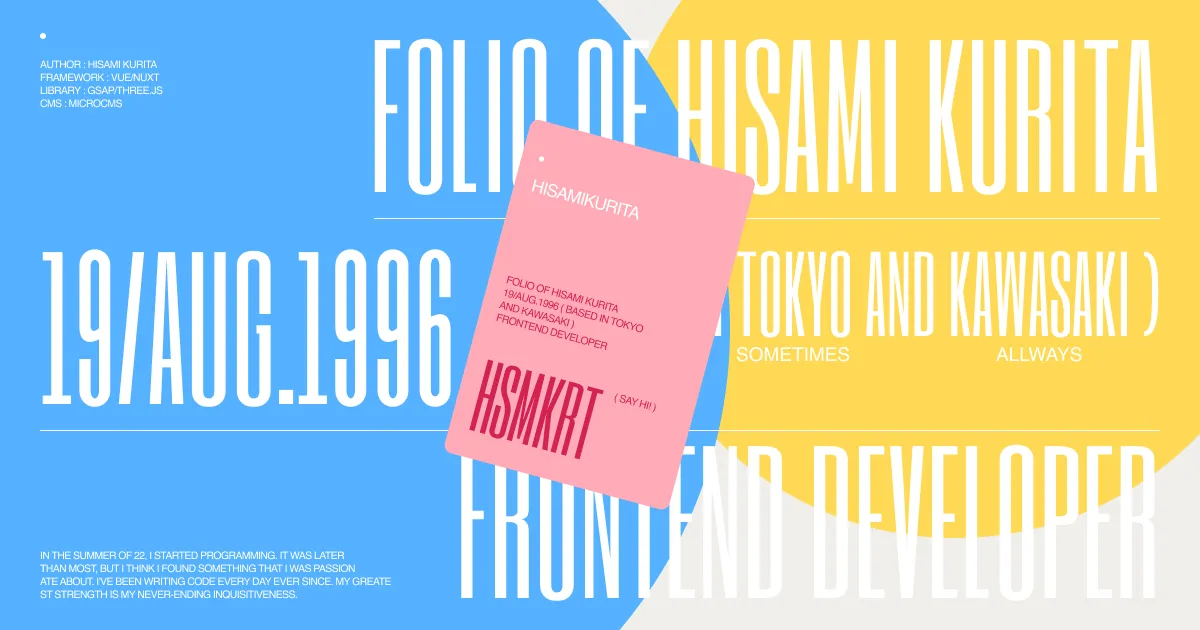 AUTHOR : HISAMI KURITA
FRAMEWORK : VUE/NUXT
LIBRARY : GSAP/THREE.JS
CMS : MICROCMS
FOLIO OF HISAMI KURITA
19/AUG.1996
TOKYO AND KAWASAKI )
SOMETIMES ALLWAYS
FRONTEND DEVELOPER
HISAMIKURITA
FOLIO OF HISAMI KURITA
19/AUG.1996 ( BASED IN TOKYO
AND KAWASAKI )
FRONTEND DEVELOPER
HSMKRT ( SAY HI! )
IN THE SUMMER OF 22, I STARTED PROGRAMMING. IT WAS LATER
THAN MOST, BUT I THINK I FOUND SOMETHING THAT I WAS PASSION
ATE ABOUT. I'VE BEEN WRITING CODE EVERY DAY EVER SINCE. MY GREATE
ST STRENGTH IS MY NEVER-ENDING INQUISITIVENESS.